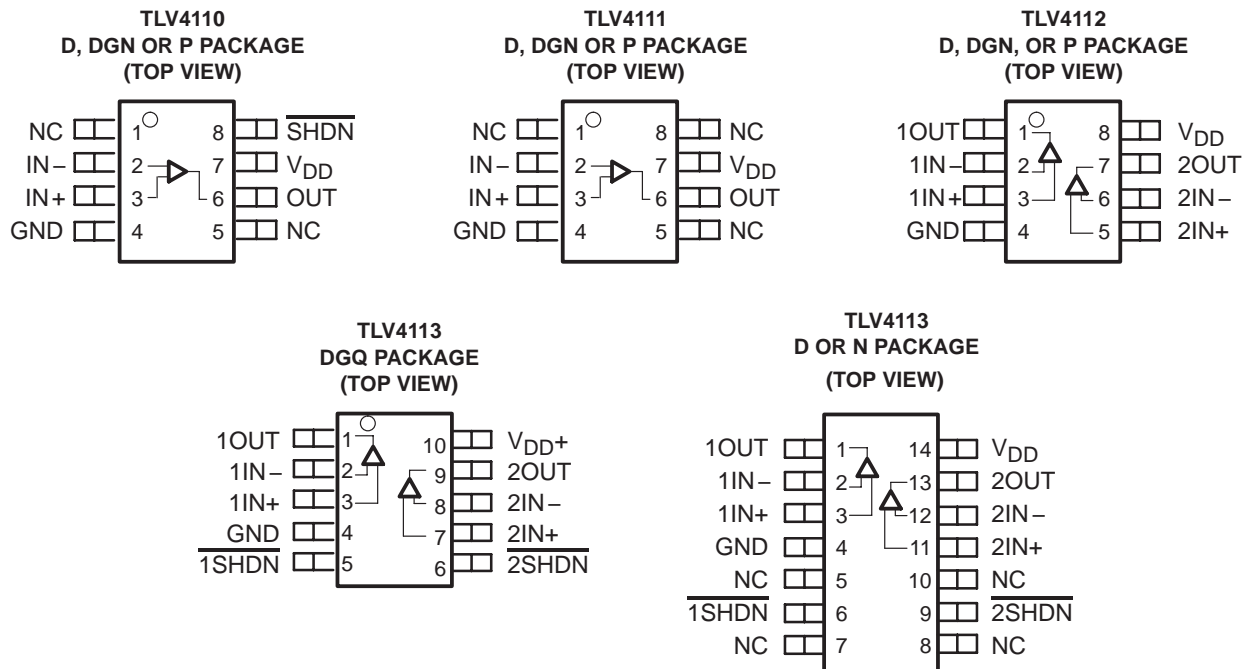 TLV4110
D, DGN OR P PACKAGE
(TOP VIEW)
NC 1 8 SHDN
IN− 2 7 VDD
IN+ 3 6 OUT
GND 4 5 NC
TLV4111
D, DGN OR P PACKAGE
(TOP VIEW)
NC 1 8 NC
IN− 2 7 VDD
IN+ 3 6 OUT
GND 4 5 NC
TLV4112
D, DGN, OR P PACKAGE
(TOP VIEW)
1OUT 1 8 VDD
1IN− 2 7 2OUT
1IN+ 3 6 2IN−
GND 4 5 2IN+
TLV4113
DGQ PACKAGE
(TOP VIEW)
1OUT 1 10 VDD+
1IN− 2 9 2OUT
1IN+ 3 8 2IN−
GND 4 7 2IN+
1SHDN 5 6 2SHDN
TLV4113
D OR N PACKAGE
(TOP VIEW)
1OUT 1 14 VDD
1IN− 2 13 2OUT
1IN+ 3 12 2IN−
GND 4 11 2IN+
NC 5 10 NC
1SHDN 6 9 2SHDN
NC 7 8 NC